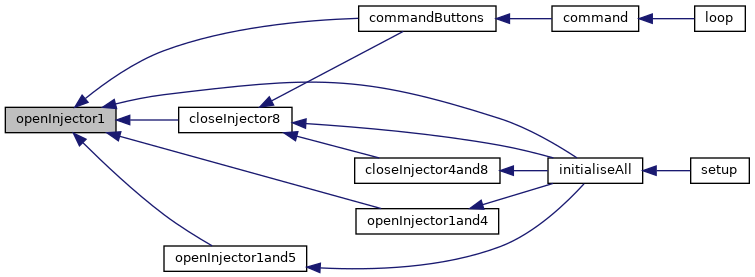 commandButtons
command
loop
openInjector1
closeInjector8
closeInjector4and8
initialiseAll
setup
openInjector1and4
openInjector1and5